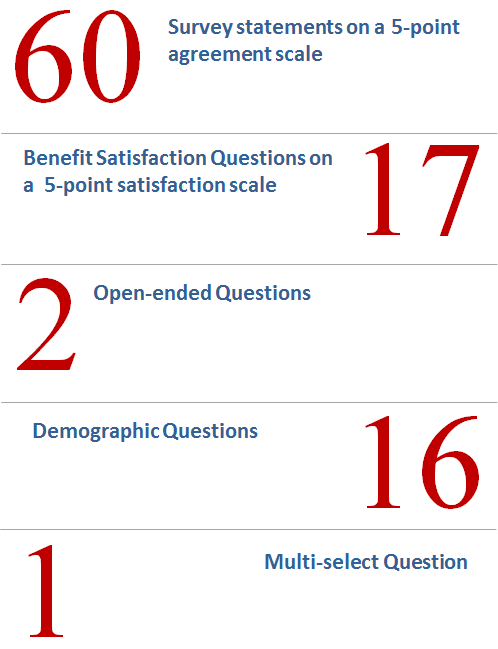 60
Survey statements on a 5-point
agreement scale
Benefit Satisfaction Questions on
a 5-point satisfaction scale
17
2
Open-ended Questions
Demographic Questions
16
1
Multi-select Question